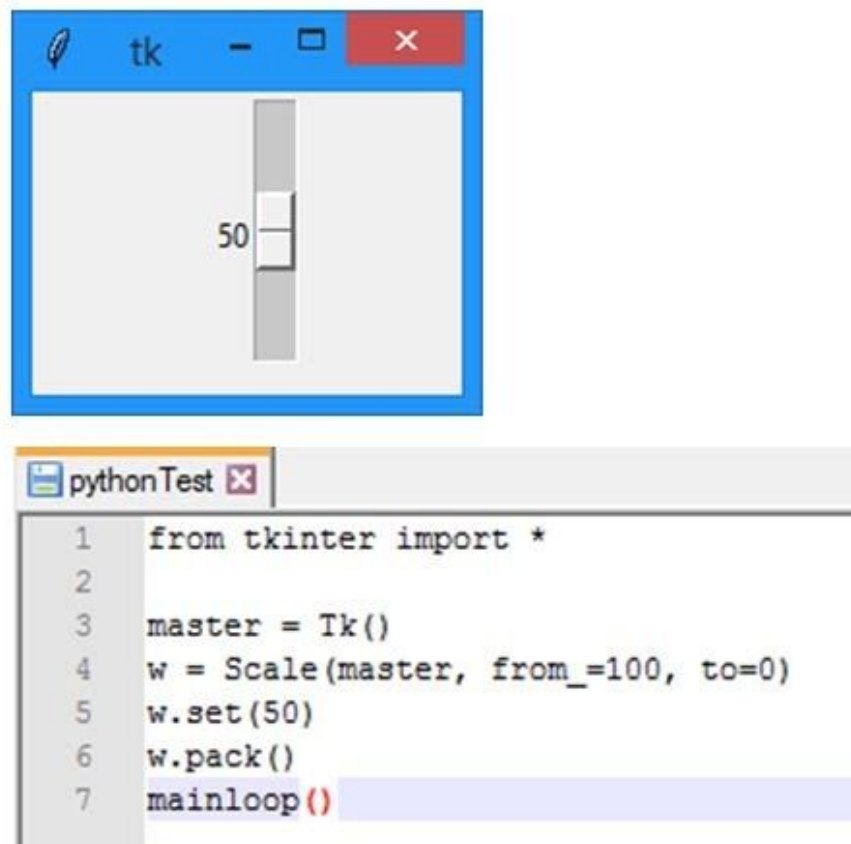 tk
50
pythonTest
1 from tkinter import *
2
3 master = Tk()
4 w = Scale(master, from_=100, to=0)
5 w.set(50)
6 w.pack()
7 mainloop()